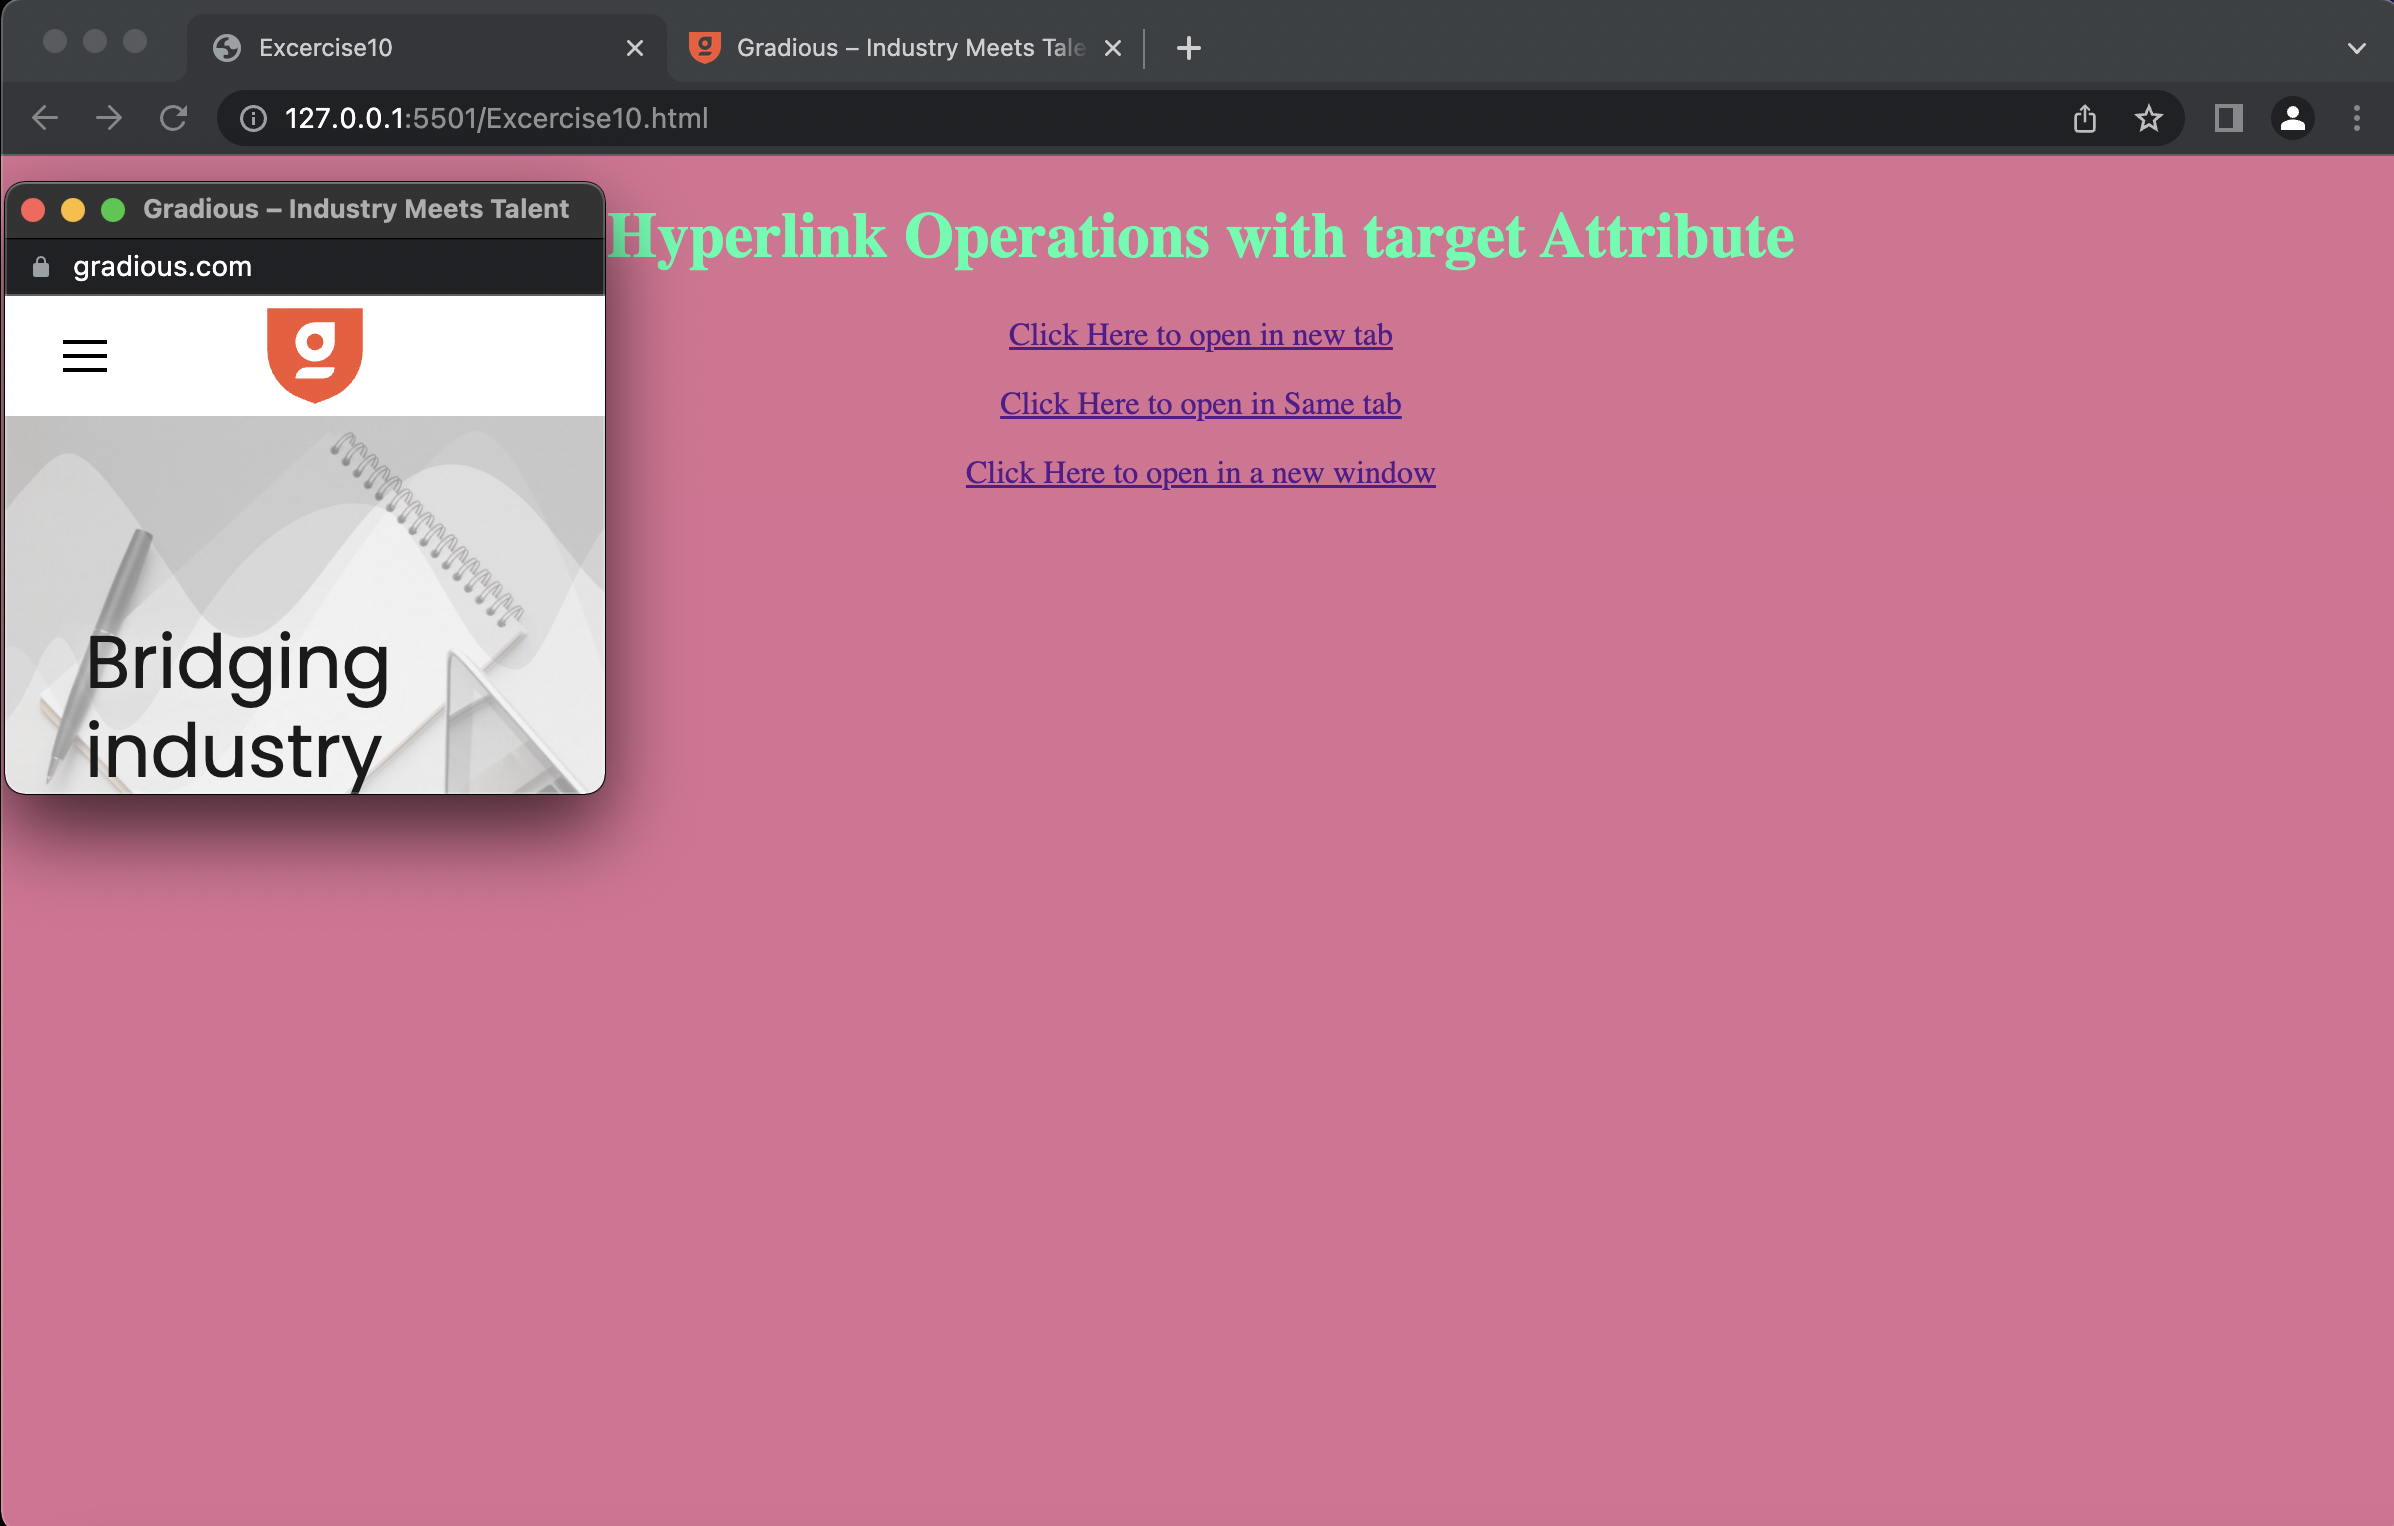 Excercise10
Gradious – Industry Meets Tale
127.0.0.1:5501/Excercise10.html
Gradious – Industry Meets Talent
gradious.com
g
Bridging
industry
Hyperlink Operations with target Attribute
Click Here to open in new tab
Click Here to open in Same tab
Click Here to open in a new window